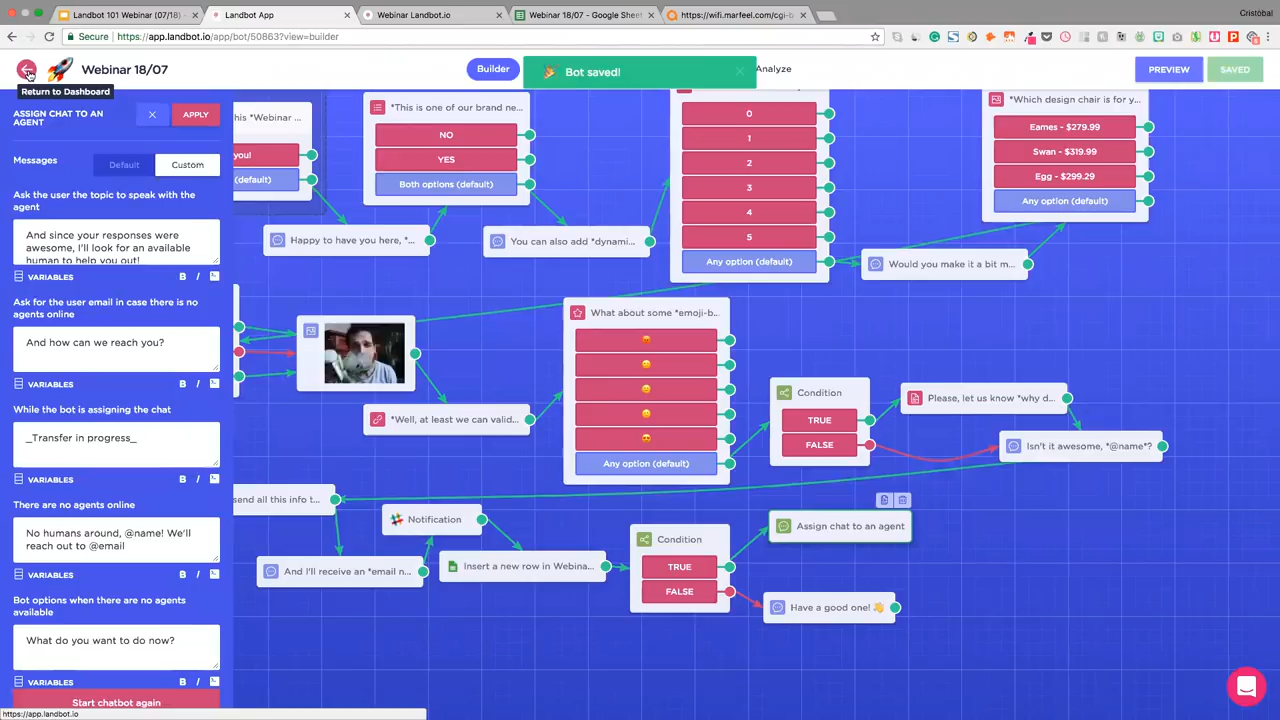 Landbot 101 Webinar (07/18)
Landbot App
Webinar Landbot.io
Webinar 18/07 - Google Sheet
https://wifi.marfeel.com/cgi-b
Cristóbal
Secure
https://app.landbot.io/app/bot/50863?view=builder
Webinar 18/07
Builder
Bot saved!
Analyze
PREVIEW
SAVED
Return to Dashboard
ASSIGN CHAT TO AN
AGENT
APPLY
Messages
Default
Custom
Ask the user the topic to speak with the
agent
And since your responses were
awesome, I'll look for an available
human to help you out!
VARIABLES
B I
Ask for the user email in case there is no
agents online
And how can we reach you?
VARIABLES
B I
While the bot is assigning the chat
_Transfer in progress_
VARIABLES
B I
There are no agents online
No humans around, @name! We'll
reach out to @email
VARIABLES
B I
Bot options when there are no agents
available
What do you want to do now?
VARIABLES
B I
Start chatbot again
https://app.landbot.io
his *Webinar ...
you!
(default)
*This is one of our brand ne...
NO
YES
Both options (default)
Happy to have you here, *...
You can also add *dynami...
0
1
2
3
4
5
Any option (default)
*Which design chair is for y...
Eames - $279.99
Swan - $319.99
Egg - $299.29
Any option (default)
Would you make it a bit m...
What about some *emoji-b...
Any option (default)
*Well, at least we can valid...
Condition
TRUE
FALSE
Please, let us know *why d...
Isn't it awesome, *@name*?
send all this info t...
Notification
And I'll receive an *email n...
Insert a new row in Webina...
Condition
TRUE
FALSE
Assign chat to an agent
Have a good one! 👋